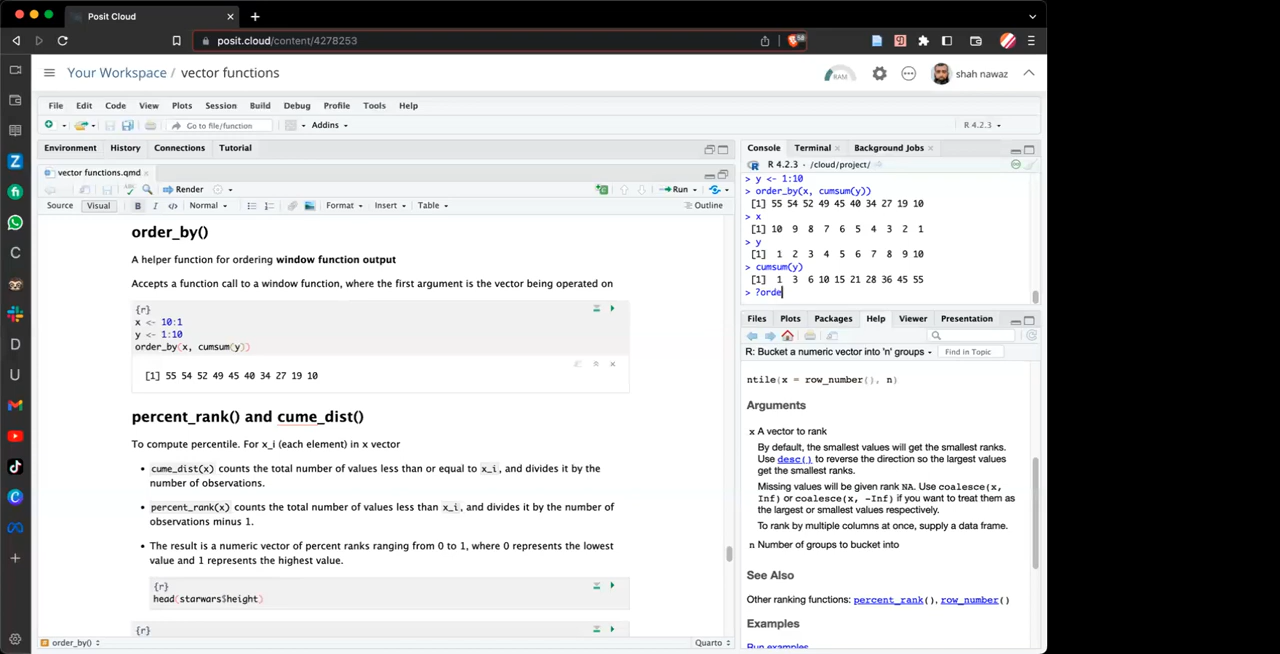 Posit Cloud
posit.cloud/content/4278253
58
Your Workspace / vector functions
RAM
shah nawaz
File Edit Code View Plots Session Build Debug Profile Tools Help
Go to file/function
Addins
R 4.2.3
Environment History Connections Tutorial
vector functions.qmd
Render
Run
Source Visual
B I </> Normal
Format Insert Table
Outline
order_by()
A helper function for ordering window function output
Accepts a function call to a window function, where the first argument is the vector being operated on
{r}
x <- 10:1
y <- 1:10
order_by(x, cumsum(y))
[1] 55 54 52 49 45 40 34 27 19 10
percent_rank() and cume_dist()
To compute percentile. For x_i (each element) in x vector
• cume_dist(x) counts the total number of values less than or equal to x_i, and divides it by the
number of observations.
• percent_rank(x) counts the total number of values less than x_i, and divides it by the number of
observations minus 1.
• The result is a numeric vector of percent ranks ranging from 0 to 1, where 0 represents the lowest
value and 1 represents the highest value.
{r}
head(starwars$height)
{r}
order_by()
Quarto
Console Terminal Background Jobs
R 4.2.3 · /cloud/project/
> y <- 1:10
> order_by(x, cumsum(y))
[1] 55 54 52 49 45 40 34 27 19 10
> x
[1] 10 9 8 7 6 5 4 3 2 1
> y
[1] 1 2 3 4 5 6 7 8 9 10
> cumsum(y)
[1] 1 3 6 10 15 21 28 36 45 55
> ?orde
Files Plots Packages Help Viewer Presentation
R: Bucket a numeric vector into 'n' groups
Find in Topic
ntile(x = row_number(), n)
Arguments
x A vector to rank
By default, the smallest values will get the smallest ranks.
Use desc() to reverse the direction so the largest values
get the smallest ranks.
Missing values will be given rank NA. Use coalesce(x,
Inf) or coalesce(x, -Inf) if you want to treat them as
the largest or smallest values respectively.
To rank by multiple columns at once, supply a data frame.
n Number of groups to bucket into
See Also
Other ranking functions: percent_rank(), row_number()
Examples
Run examples